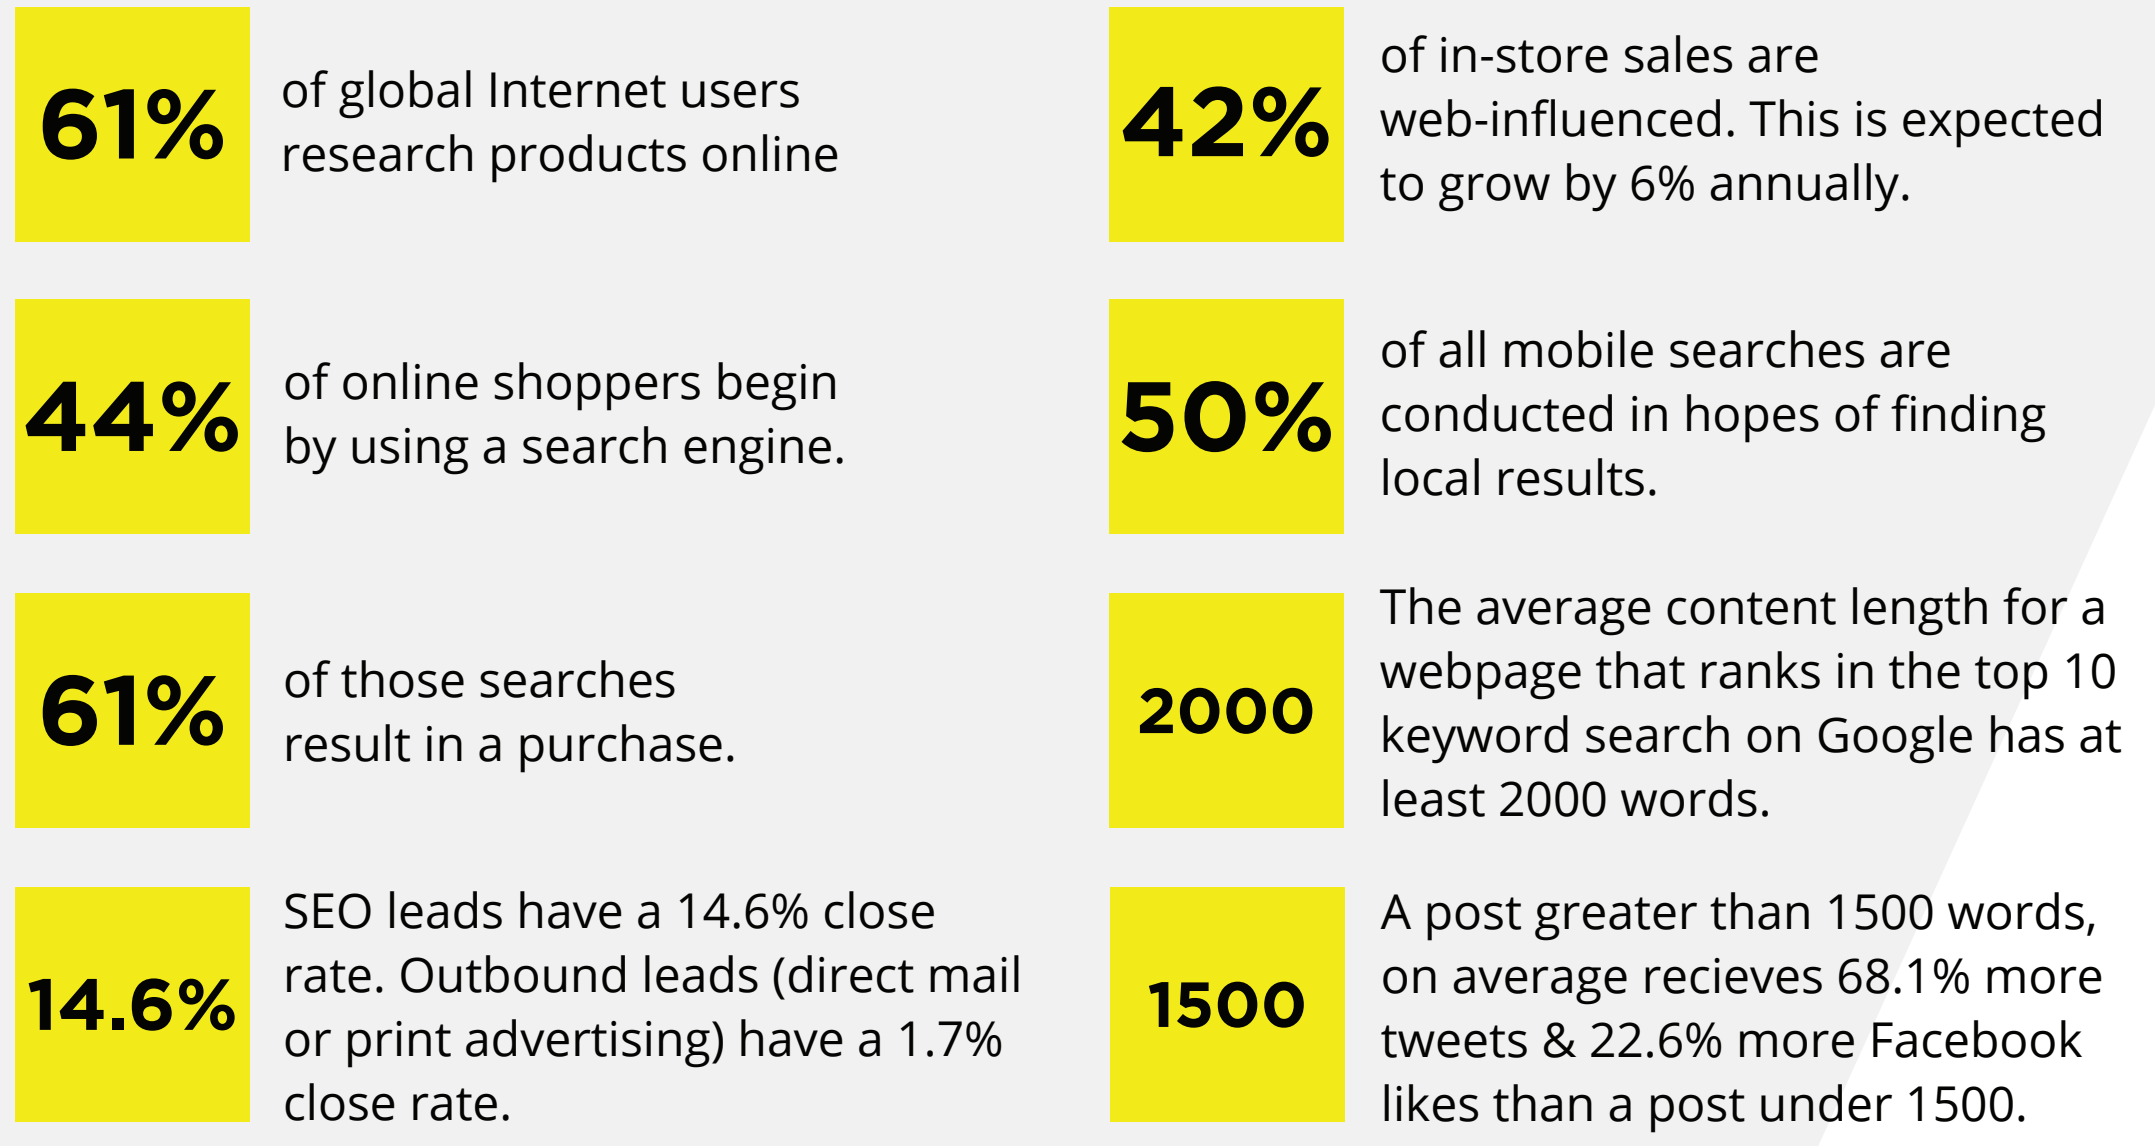 61%
of global Internet users
research products online
44%
of online shoppers begin
by using a search engine.
61%
of those searches
result in a purchase.
14.6%
SEO leads have a 14.6% close
rate. Outbound leads (direct mail
or print advertising) have a 1.7%
close rate.
42%
of in-store sales are
web-influenced. This is expected
to grow by 6% annually.
50%
of all mobile searches are
conducted in hopes of finding
local results.
2000
The average content length for a
webpage that ranks in the top 10
keyword search on Google has at
least 2000 words.
1500
A post greater than 1500 words,
on average recieves 68.1% more
tweets & 22.6% more Facebook
likes than a post under 1500.